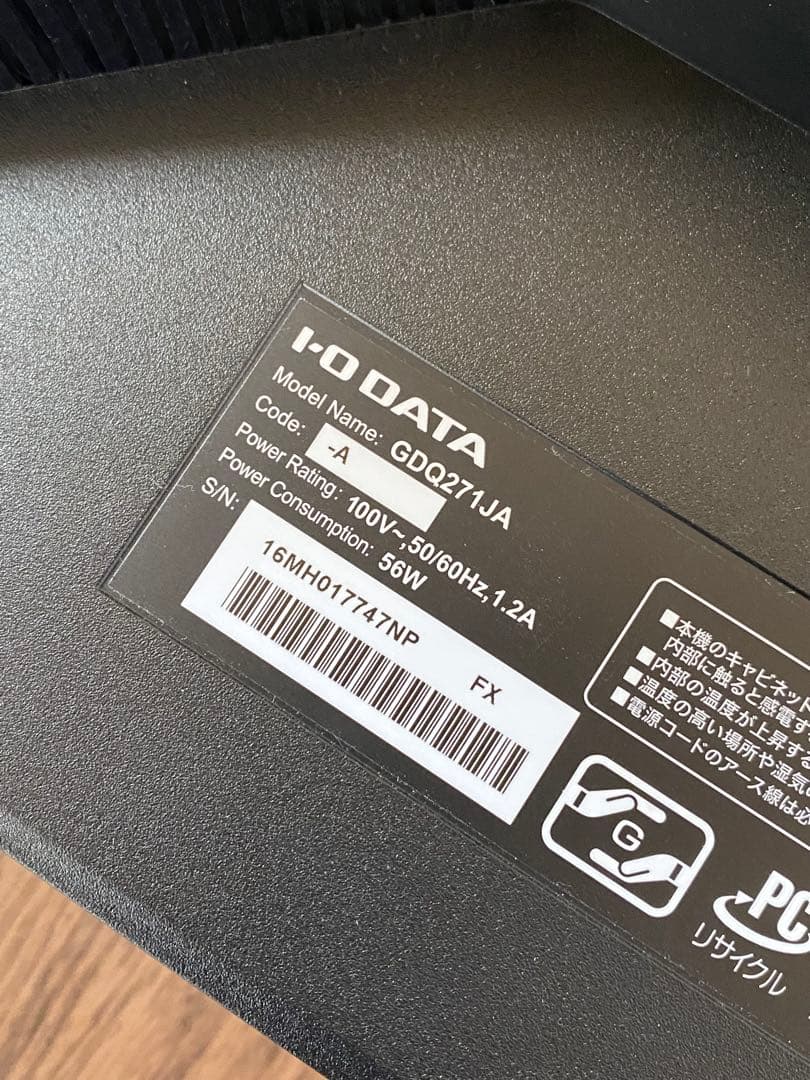 I-O DATA
Model Name: GDQ271JA
Code: -A
Power Rating: 100V~,50/60Hz,1.2A
Power Consumption: 56W
S/N:
16MH017747NP FX
■本機のキャビネット
内部に触ると感電す
■内部の温度が上昇する
■温度の高い場所や湿気の
■電源コードのアース線は必
G
PC
リサイクル